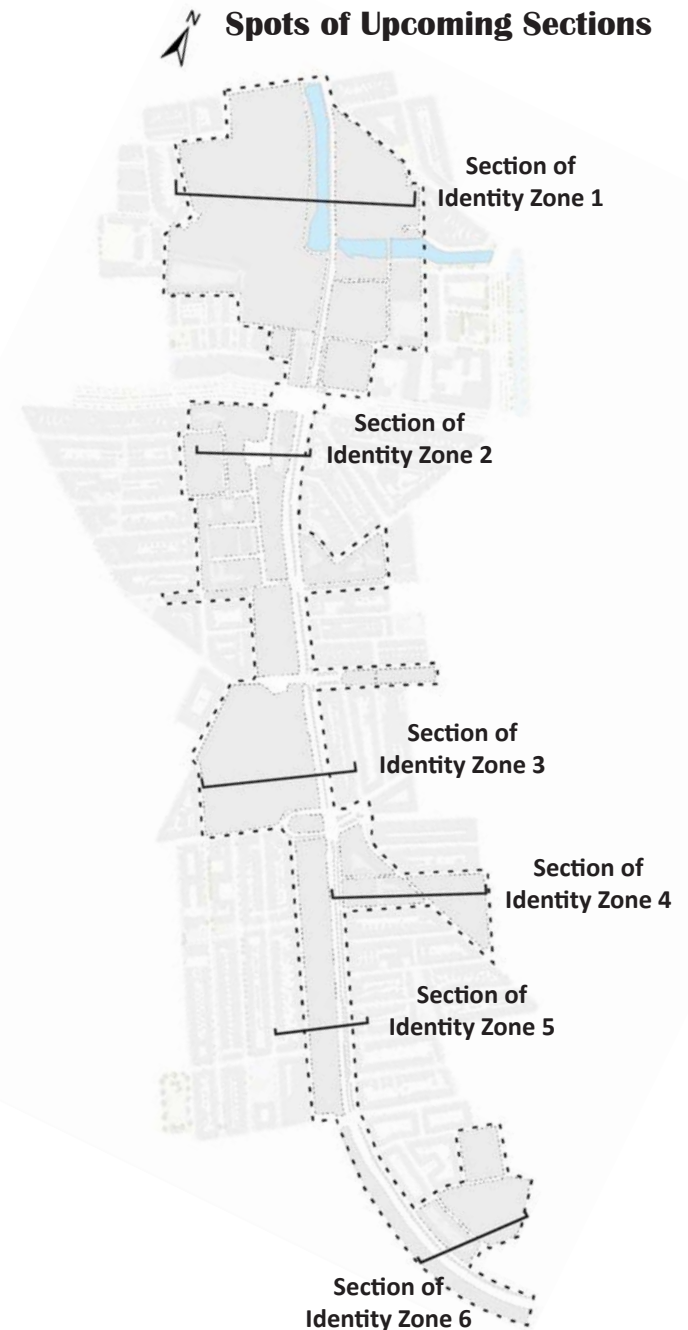 N
Spots of Upcoming Sections
Section of
Identity Zone 1
Section of
Identity Zone 2
Section of
Identity Zone 3
Section of
Identity Zone 4
Section of
Identity Zone 5
Section of
Identity Zone 6